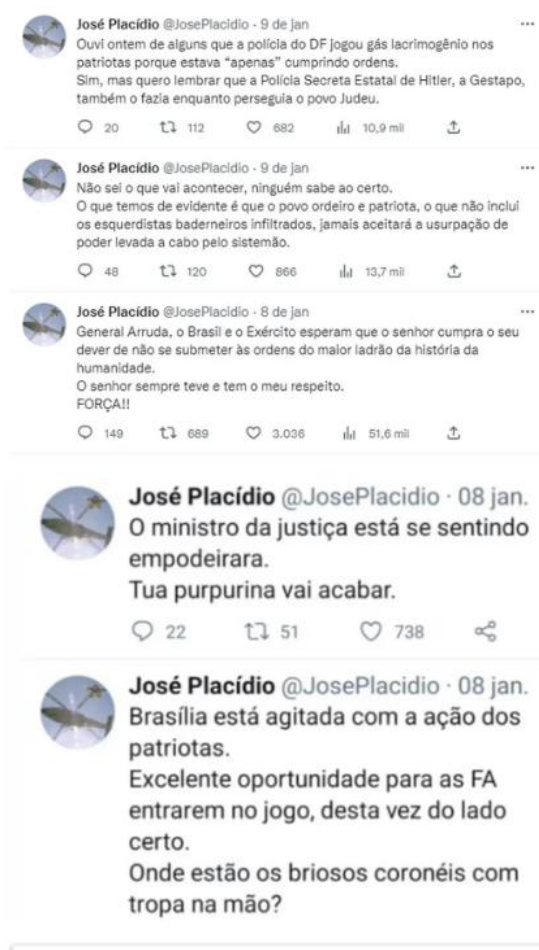 José Placídio @JosePlacidio · 9 de jan
Ouvi ontem de alguns que a polícia do DF jogou gás lacrimogênio nos
patriotas porque estava "apenas" cumprindo ordens.
Sim, mas quero lembrar que a Polícia Secreta Estatal de Hitler, a Gestapo,
também o fazia enquanto perseguia o povo Judeu.
20 112 682 10,9 mil
José Placídio @JosePlacidio · 9 de jan
Não sei o que vai acontecer, ninguém sabe ao certo.
O que temos de evidente é que o povo ordeiro e patriota, o que não inclui
os esquerdistas baderneiros infiltrados, jamais aceitará a usurpação de
poder levada a cabo pelo sistemão.
48 120 866 13,7 mil
José Placídio @JosePlacidio · 8 de jan
General Arruda, o Brasil e o Exército esperam que o senhor cumpra o seu
dever de não se submeter às ordens do maior ladrão da história da
humanidade.
O senhor sempre teve e tem o meu respeito.
FORÇA!!
149 689 3.036 51,6 mil
José Placídio @JosePlacidio · 08 jan.
O ministro da justiça está se sentindo
empodeirara.
Tua purpurina vai acabar.
22 51 738
José Placídio @JosePlacidio · 08 jan.
Brasília está agitada com a ação dos
patriotas.
Excelente oportunidade para as FA
entrarem no jogo, desta vez do lado
certo.
Onde estão os briosos coronéis com
tropa na mão?